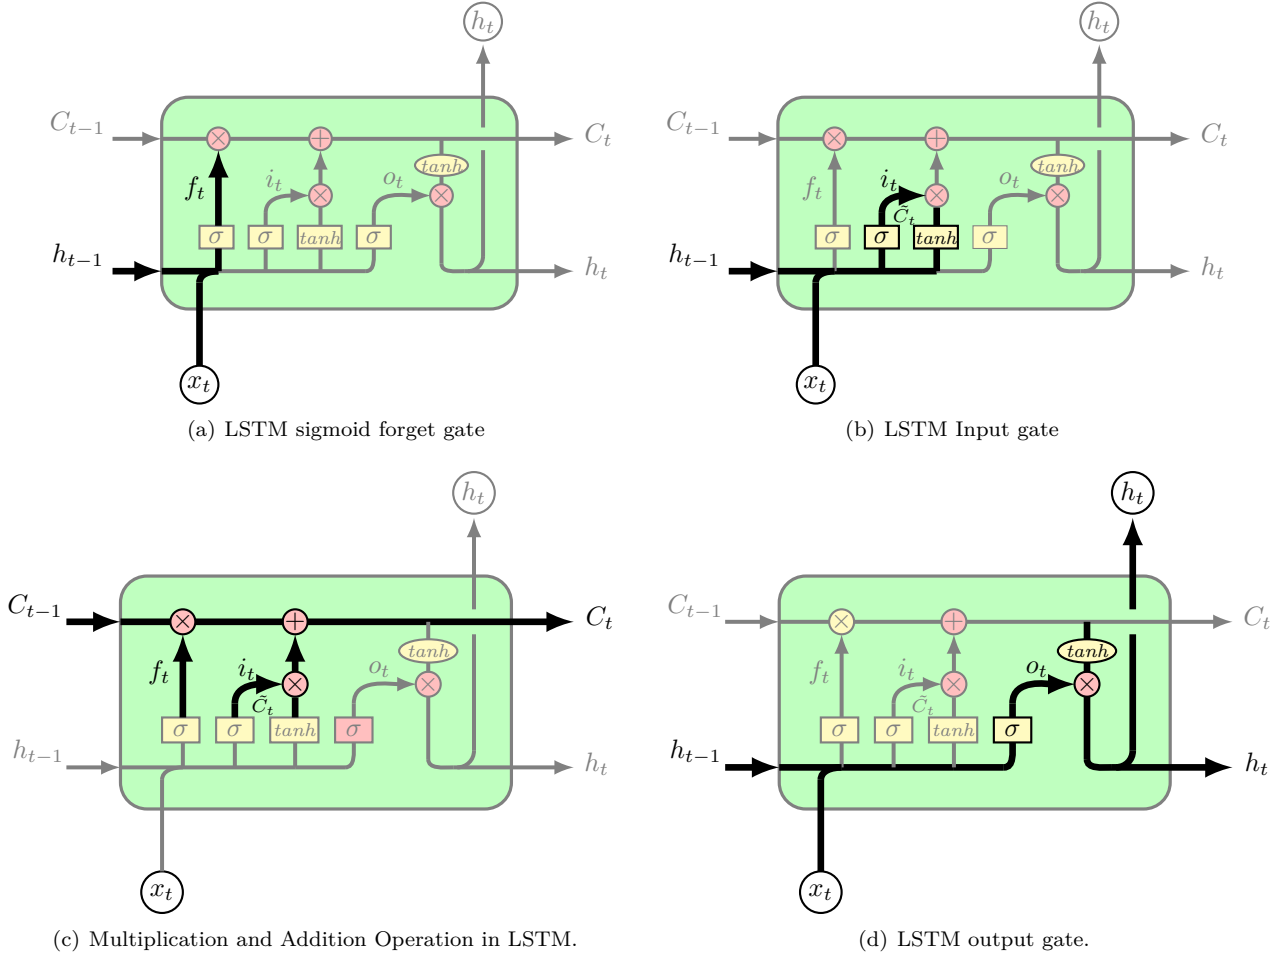 h_t
C_{t-1} × + C_t
tanh
f_t i_t × o_t ×
σ σ tanh σ
h_{t-1} h_t
x_t
(a) LSTM sigmoid forget gate
h_t
C_{t-1} × + C_t
tanh
f_t i_t × o_t ×
C̃_t
σ σ tanh σ
h_{t-1} h_t
x_t
(b) LSTM Input gate
h_t
C_{t-1} × + C_t
tanh
f_t i_t × o_t ×
C̃_t
σ σ tanh σ
h_{t-1} h_t
x_t
(c) Multiplication and Addition Operation in LSTM.
h_t
C_{t-1} × + C_t
tanh
f_t i_t × o_t ×
C̃_t
σ σ tanh σ
h_{t-1} h_t
x_t
(d) LSTM output gate.